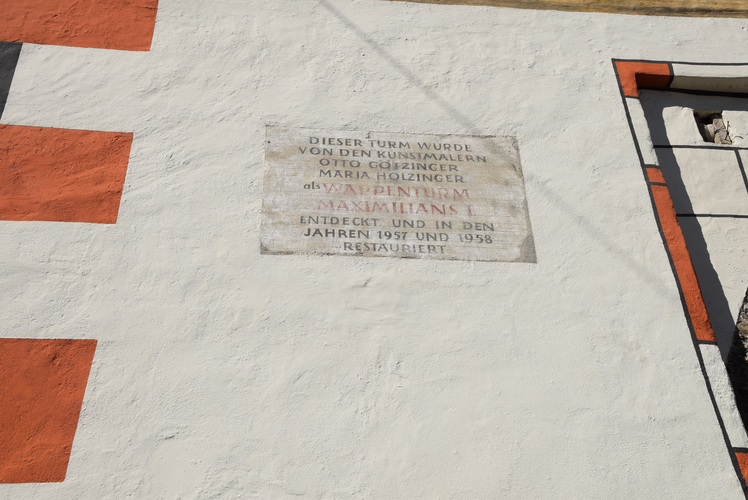 DIESER TURM WURDE
VON DEN KUNSTMALERN
OTTO GÖTZINGER
MARIA HOLZINGER
als WAPPENTURM
MAXIMILIANS I.
ENTDECKT UND IN DEN
JAHREN 1957 UND 1958
RESTAURIERT